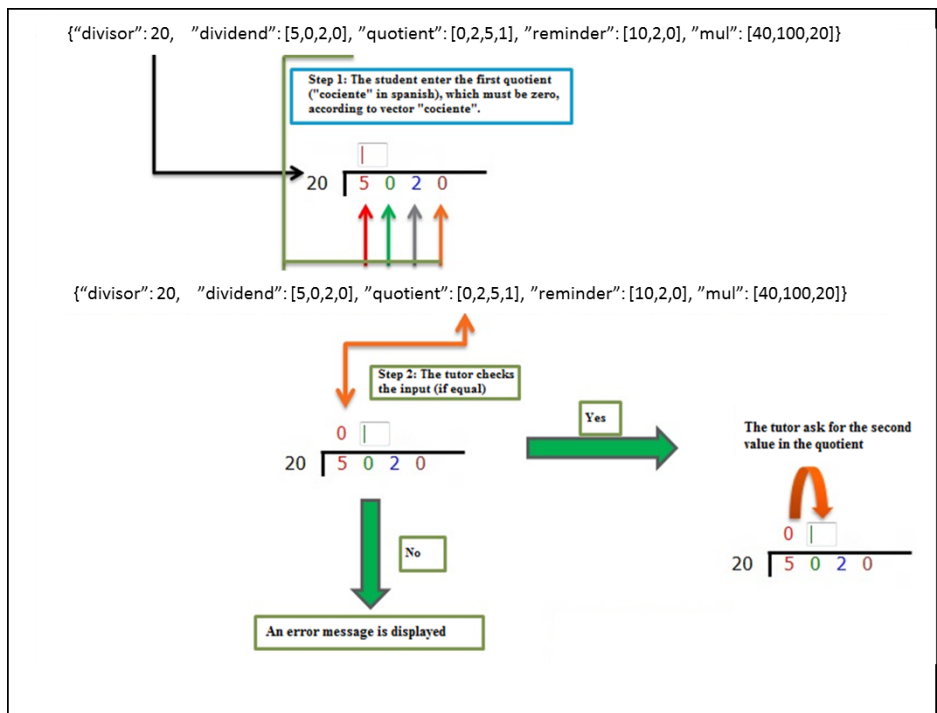 {“divisor”: 20, ”dividend”: [5,0,2,0], ”quotient”: [0,2,5,1], ”reminder”: [10,2,0], ”mul”: [40,100,20]}
Step 1: The student enter the first quotient
("cociente" in spanish), which must be zero,
according to vector "cociente".
20 5 0 2 0
{“divisor”: 20, ”dividend”: [5,0,2,0], ”quotient”: [0,2,5,1], ”reminder”: [10,2,0], ”mul”: [40,100,20]}
Step 2: The tutor checks
the input (if equal)
0
20 5 0 2 0
Yes
The tutor ask for the second
value in the quotient
0
20 5 0 2 0
No
An error message is displayed